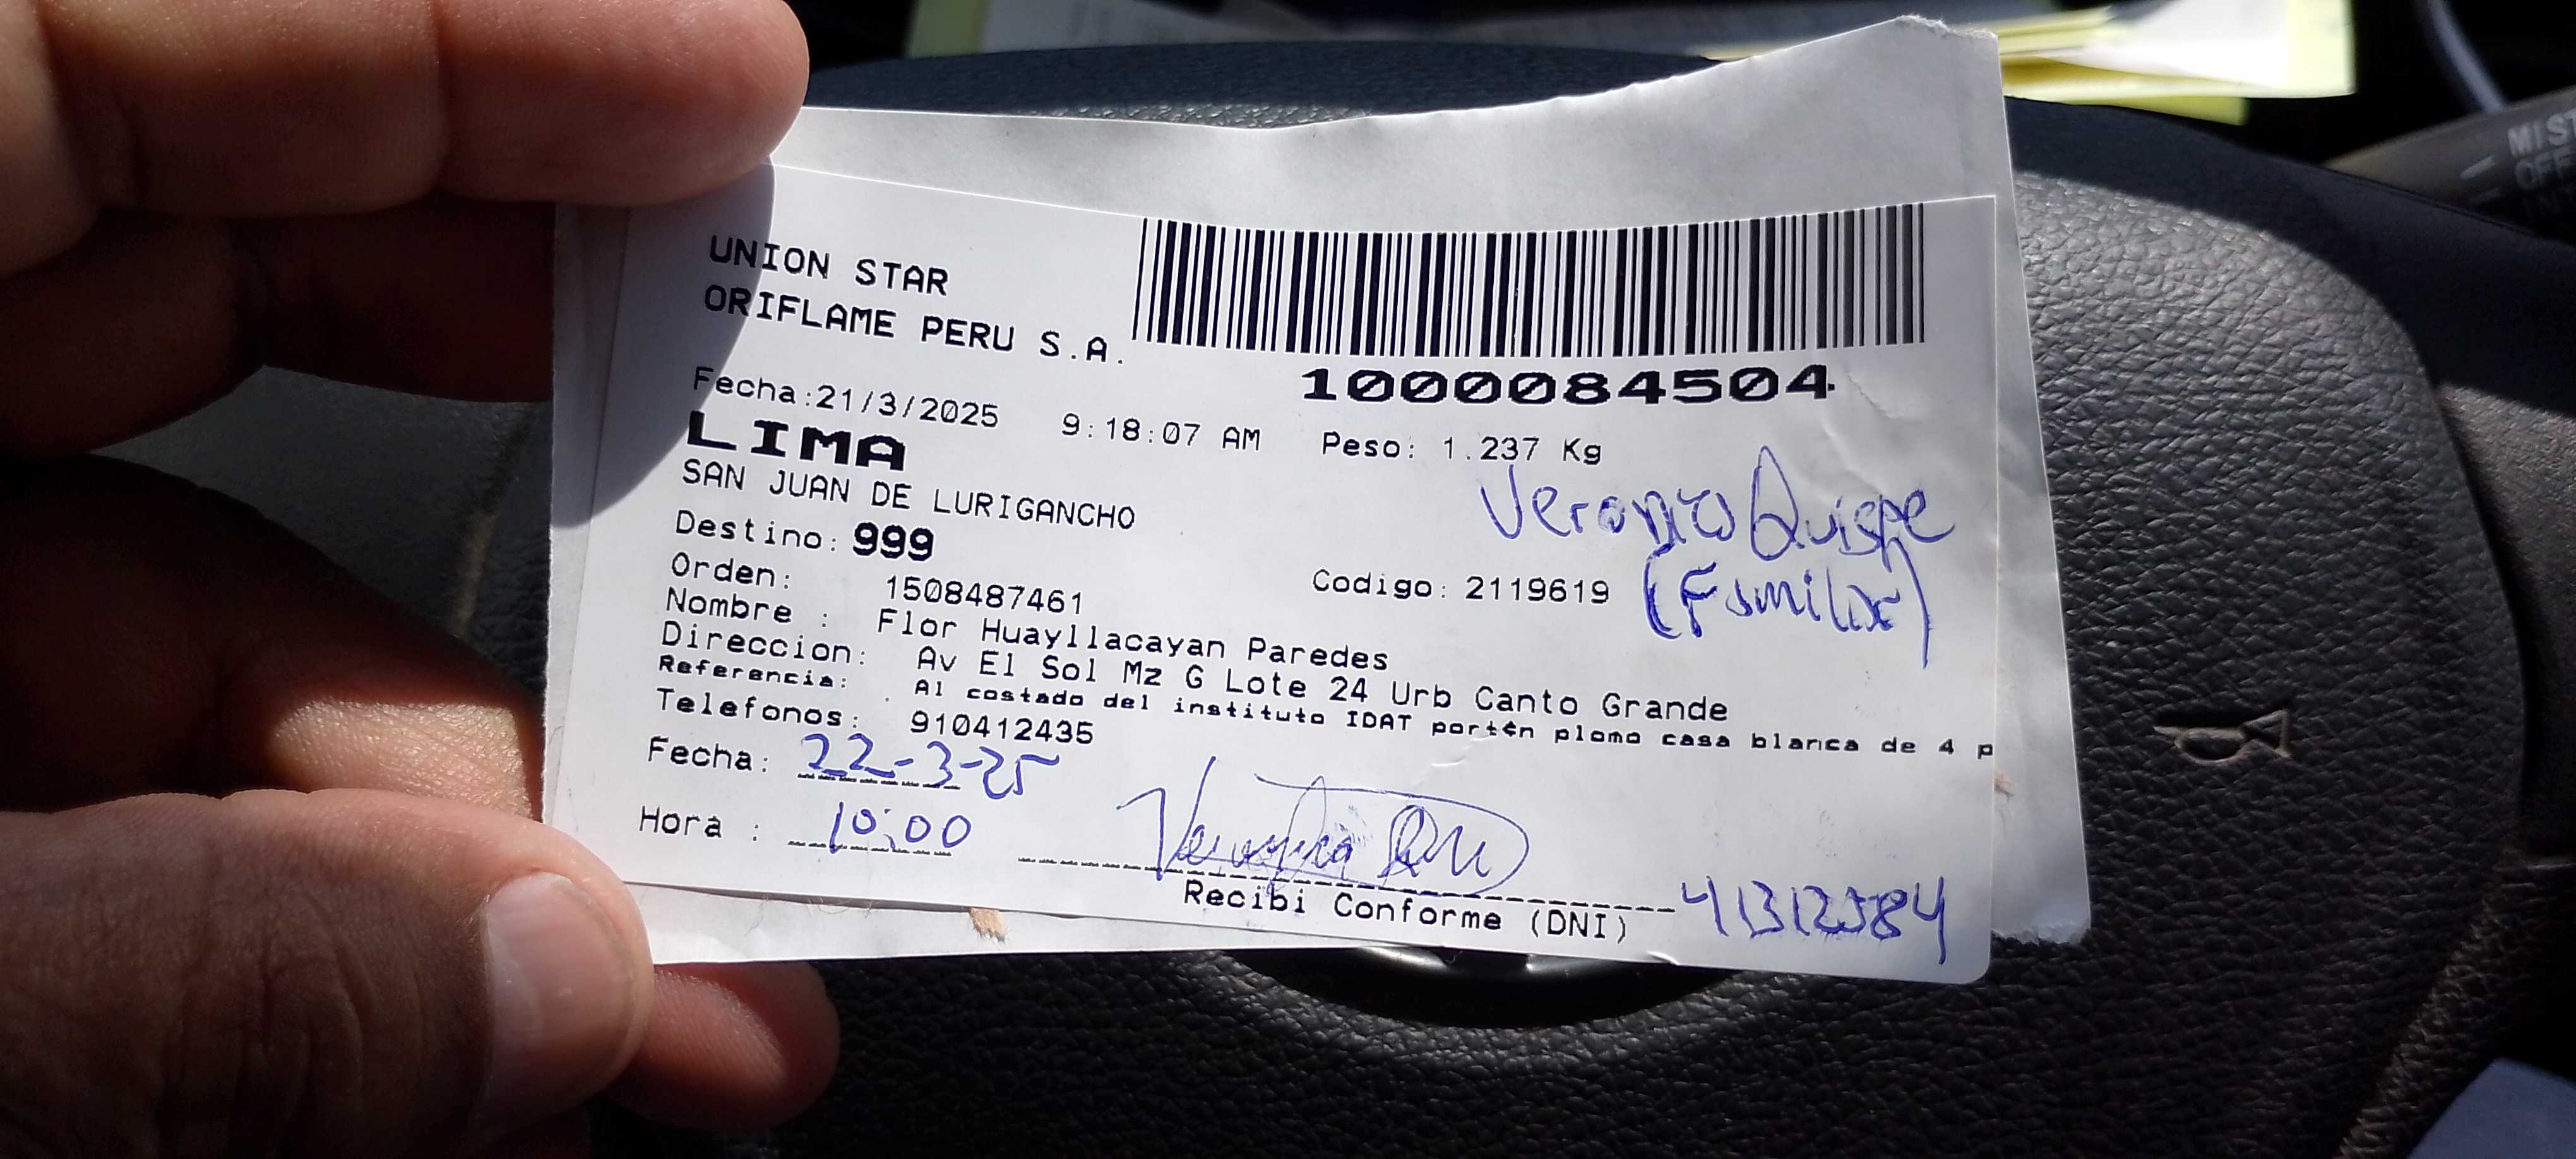 UNION STAR
ORIFLAME PERU S.A.
1000084504
Fecha:21/3/2025 9:18:07 AM Peso: 1.237 Kg
LIMA
SAN JUAN DE LURIGANCHO
Veronica Quispe
Destino: 999
(Familiar)
Orden: 1508487461 Codigo: 2119619
Nombre : Flor Huayllacayan Paredes
Direccion: Av El Sol Mz G Lote 24 Urb Canto Grande
Referencia: Al costado del instituto IDAT portón plomo casa blanca de 4 p
Telefonos: 910412435
Fecha: 22-3-25
Hora : 10:00
Recibi Conforme (DNI) 41312584
MIST
OFF